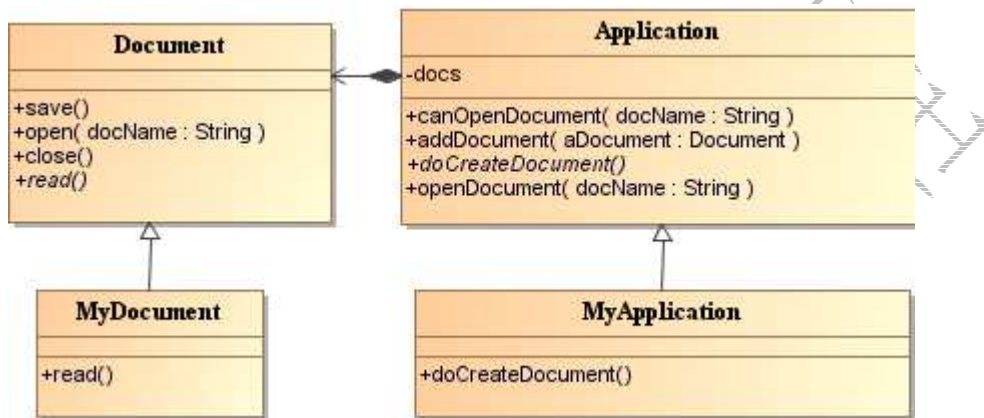 Document
+save()
+open( docName : String )
+close()
+read()
Application
-docs
+canOpenDocument( docName : String )
+addDocument( aDocument : Document )
+doCreateDocument()
+openDocument( docName : String )
MyDocument
+read()
MyApplication
+doCreateDocument()